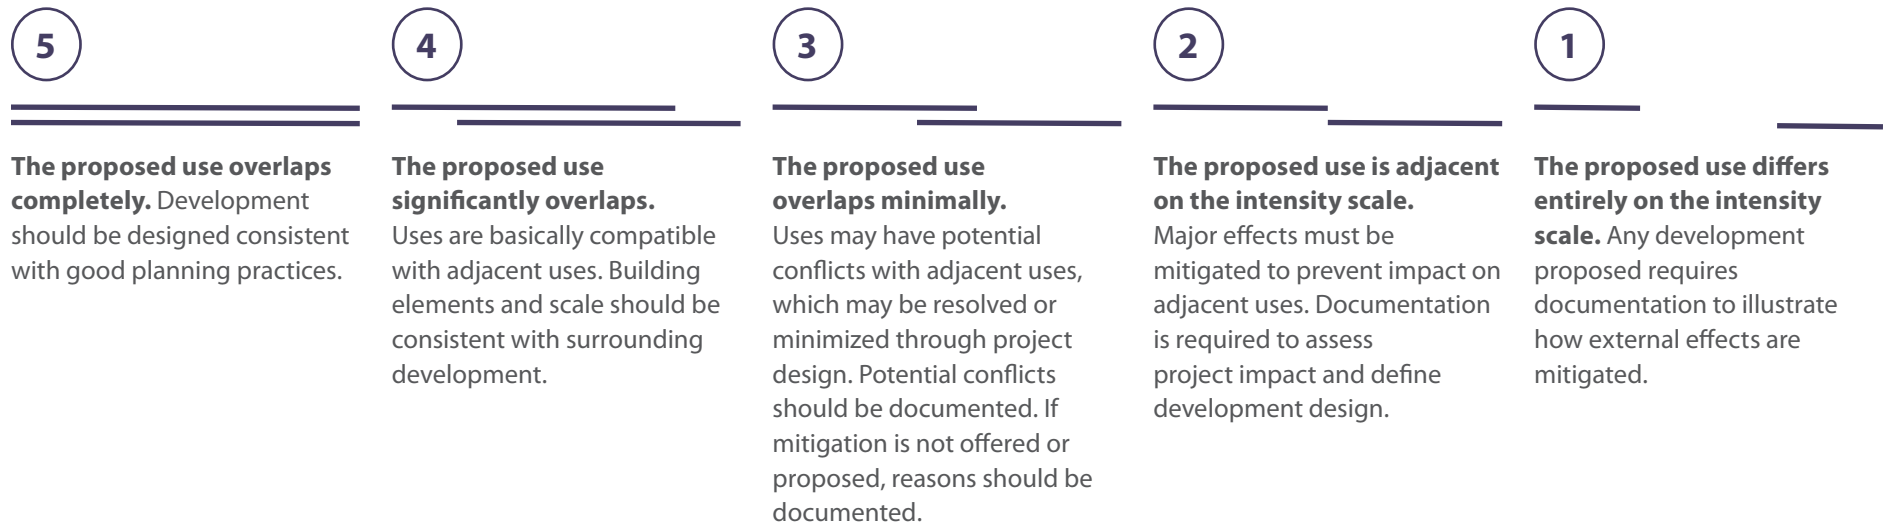 5
The proposed use overlaps
completely. Development
should be designed consistent
with good planning practices.
4
The proposed use
significantly overlaps.
Uses are basically compatible
with adjacent uses. Building
elements and scale should be
consistent with surrounding
development.
3
The proposed use
overlaps minimally.
Uses may have potential
conflicts with adjacent uses,
which may be resolved or
minimized through project
design. Potential conflicts
should be documented. If
mitigation is not offered or
proposed, reasons should be
documented.
2
The proposed use is adjacent
on the intensity scale.
Major effects must be
mitigated to prevent impact on
adjacent uses. Documentation
is required to assess
project impact and define
development design.
1
The proposed use differs
entirely on the intensity
scale. Any development
proposed requires
documentation to illustrate
how external effects are
mitigated.